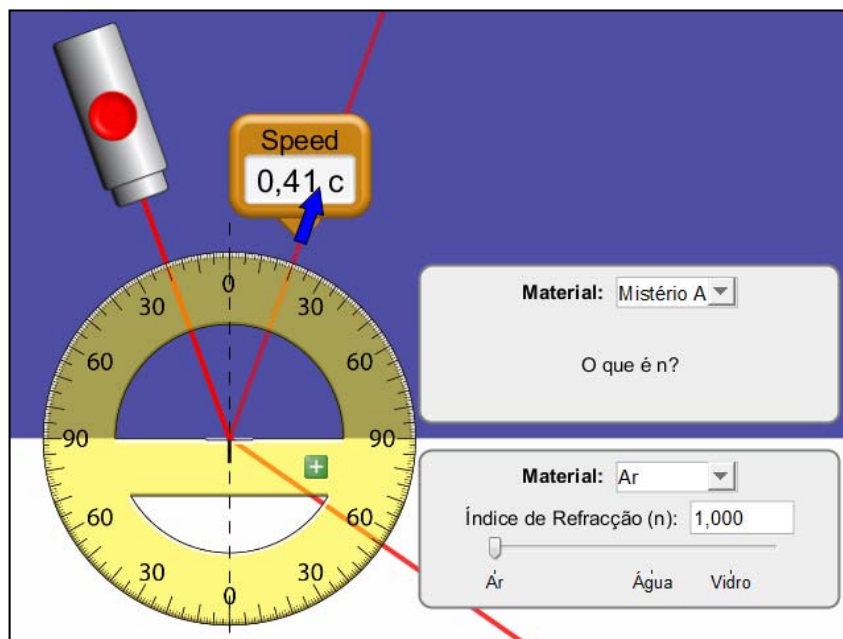 Speed
0,41 c
0
30
30
60
60
90
90
60
60
30
30
0
Material: Mistério A
O que é n?
Material: Ar
Índice de Refracção (n): 1,000
Ar Água Vidro